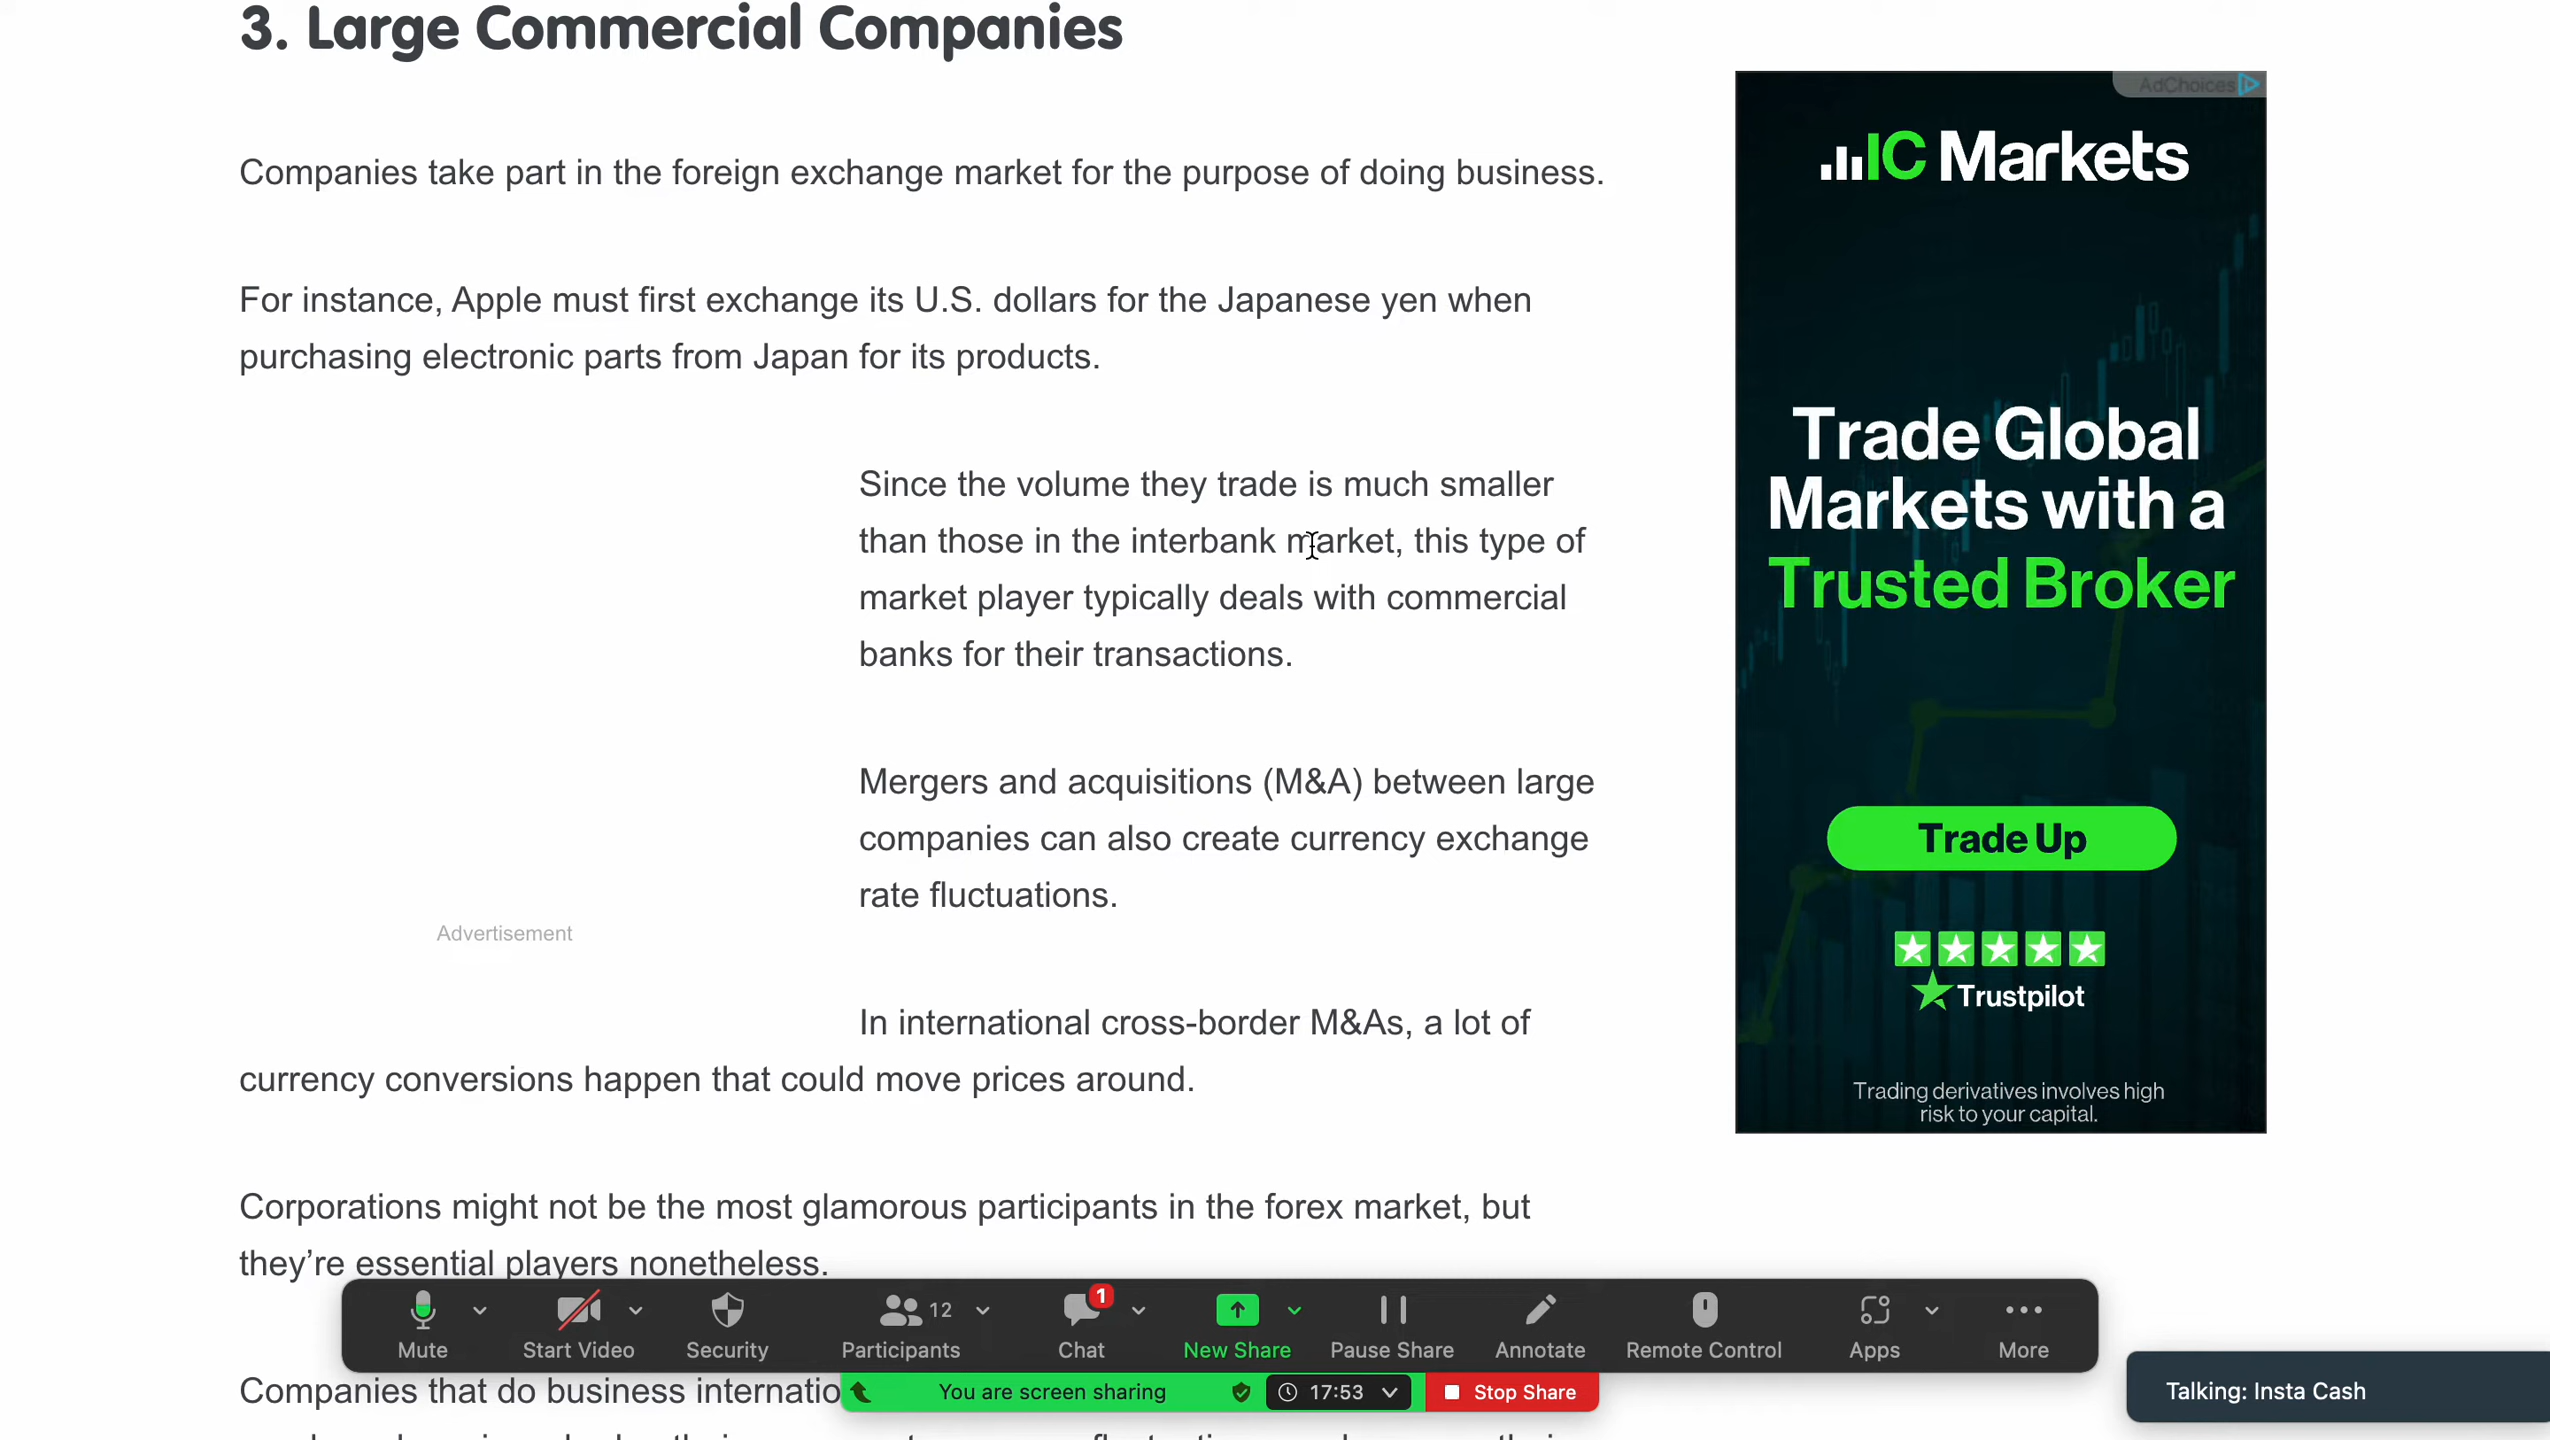 3. Large Commercial Companies
Companies take part in the foreign exchange market for the purpose of doing business.
For instance, Apple must first exchange its U.S. dollars for the Japanese yen when
purchasing electronic parts from Japan for its products.
Since the volume they trade is much smaller
than those in the interbank market, this type of
market player typically deals with commercial
banks for their transactions.
Mergers and acquisitions (M&A) between large
companies can also create currency exchange
rate fluctuations.
Advertisement
In international cross-border M&As, a lot of
currency conversions happen that could move prices around.
Corporations might not be the most glamorous participants in the forex market, but
they’re essential players nonetheless.
Companies that do business
AdChoices
IC Markets
Trade Global
Markets with a
Trusted Broker
Trade Up
Trustpilot
Trading derivatives involves high
risk to your capital.
Mute
Start Video
Security
12
Participants
1
Chat
New Share
Pause Share
Annotate
Remote Control
Apps
More
You are screen sharing
17:53
Stop Share
Talking: Insta Cash